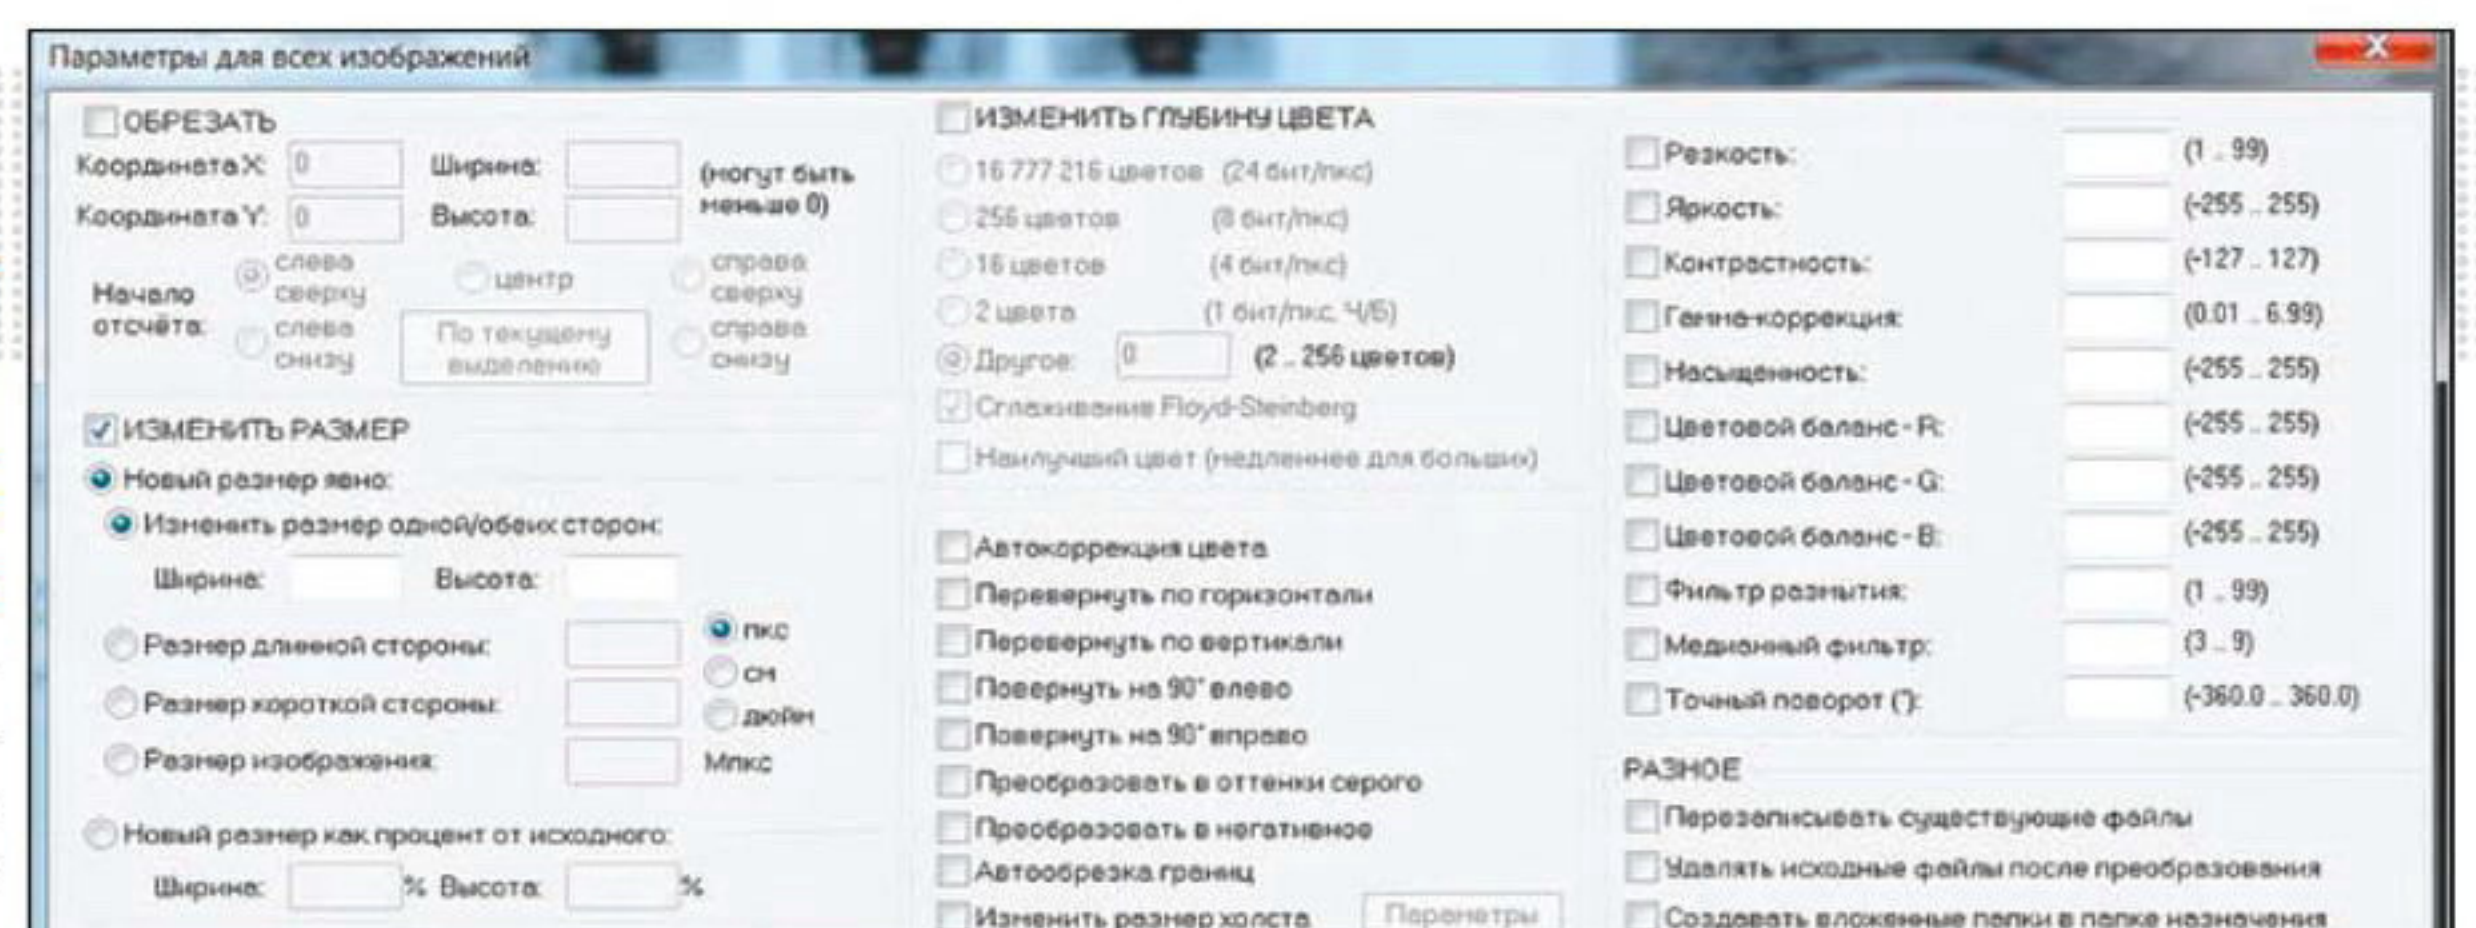 Параметры для всех изображений
ОБРЕЗАТЬ
Координата X: 0 Ширина: (могут быть
Координата Y: 0 Высота: меньше 0)
Начало отсчёта:
слева сверху
центр
справа сверху
слева снизу
По текущему выделению
справа снизу
ИЗМЕНИТЬ РАЗМЕР
Новый размер явно:
Изменить размер одной/обеих сторон:
Ширина: Высота:
Размер длинной стороны:
Размер короткой стороны:
Размер изображения:
пкс
см
дюйм
Мпкс
Новый размер как процент от исходного:
Ширина: % Высота: %
ИЗМЕНИТЬ ГЛУБИНУ ЦВЕТА
16 777 216 цветов (24 бит/пкс)
256 цветов (8 бит/пкс)
16 цветов (4 бит/пкс)
2 цвета (1 бит/пкс, Ч/Б)
Другое: 0 (2 .. 256 цветов)
Сглаживание Floyd-Steinberg
Наилучший цвет (медленнее для больших)
Автокоррекция цвета
Перевернуть по горизонтали
Перевернуть по вертикали
Повернуть на 90° влево
Повернуть на 90° вправо
Преобразовать в оттенки серого
Преобразовать в негативное
Автообрезка границ
Изменить размер холста Параметры
Резкость: (1 .. 99)
Яркость: (-255 .. 255)
Контрастность: (-127 .. 127)
Гамма-коррекция: (0.01 .. 6.99)
Насыщенность: (-255 .. 255)
Цветовой баланс - R: (-255 .. 255)
Цветовой баланс - G: (-255 .. 255)
Цветовой баланс - B: (-255 .. 255)
Фильтр размытия: (1 .. 99)
Медианный фильтр: (3 .. 9)
Точный поворот (°): (-360.0 .. 360.0)
РАЗНОЕ
Перезаписывать существующие файлы
Удалять исходные файлы после преобразования
Создавать вложенные папки в папке назначения